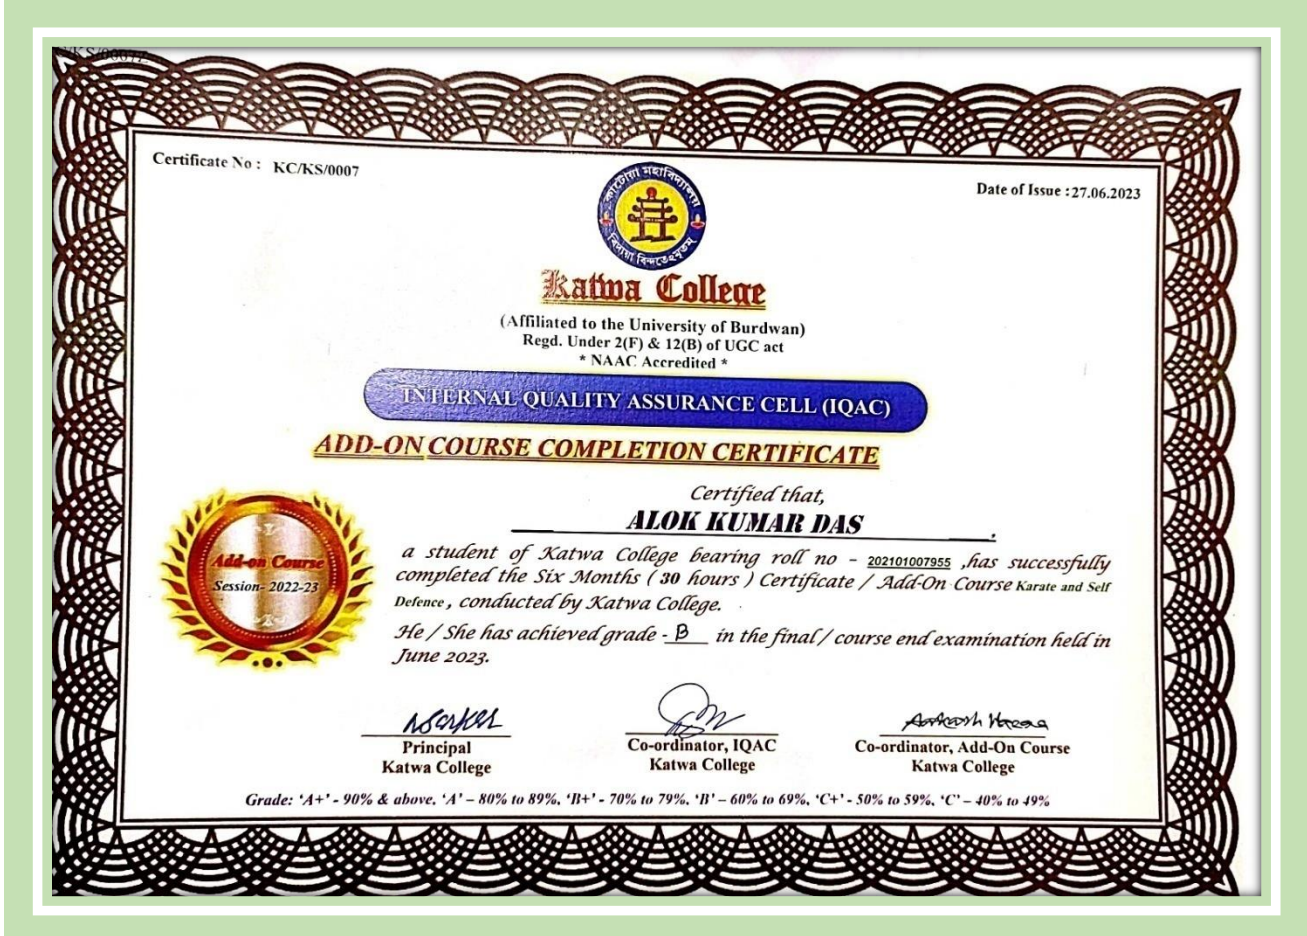 Certificate No : KC/KS/0007
Date of Issue : 27.06.2023
কাটোয়া মহাবিদ্যালয়
Katwa College
(Affiliated to the University of Burdwan)
Regd. Under 2(F) & 12(B) of UGC act
* NAAC Accredited *
INTERNAL QUALITY ASSURANCE CELL (IQAC)
ADD-ON COURSE COMPLETION CERTIFICATE
Certified that,
ALOK KUMAR DAS.
Add-on Course
Session- 2022-23
a student of Katwa College bearing roll no - 202101007955 ,has successfully
completed the Six Months ( 30 hours ) Certificate / Add-On Course Karate and Self
Defence, conducted by Katwa College.
He / She has achieved grade - B in the final / course end examination held in
June 2023.
Principal
Katwa College
Co-ordinator, IQAC
Katwa College
Co-ordinator, Add-On Course
Katwa College
Grade: 'A+' - 90% & above, 'A' – 80% to 89%, 'B+' - 70% to 79%, 'B' – 60% to 69%, 'C+' - 50% to 59%, 'C' – 40% to 49%